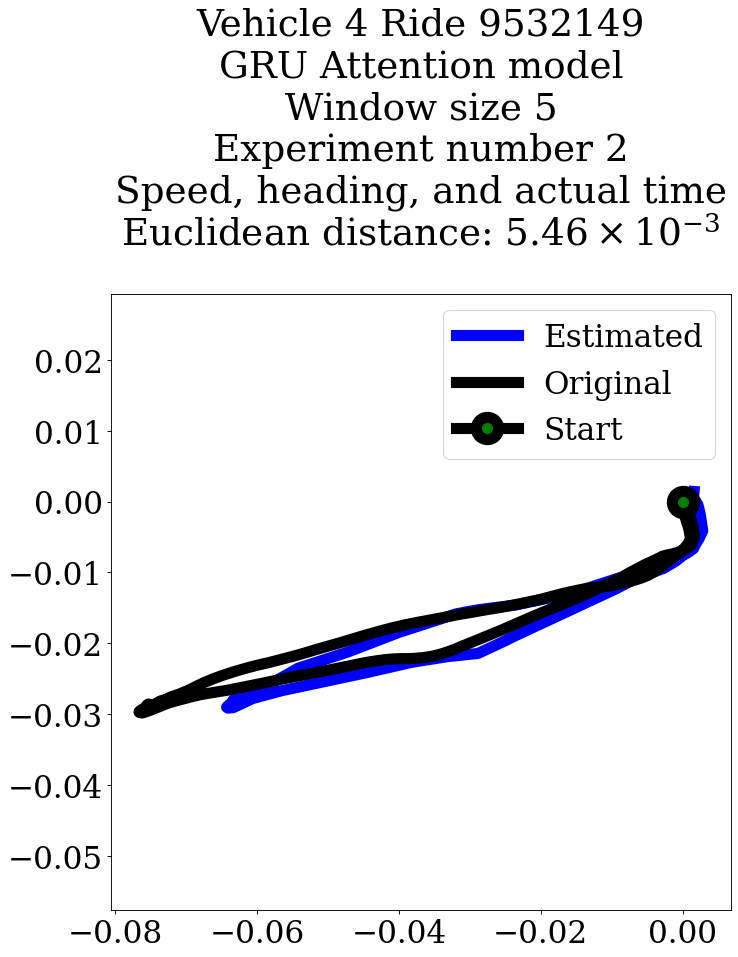 Vehicle 4 Ride 9532149
GRU Attention model
Window size 5
Experiment number 2
Speed, heading, and actual time
Euclidean distance: 5.46 × 10⁻³
Estimated
Original
Start
0.02
0.01
0.00
−0.01
−0.02
−0.03
−0.04
−0.05
−0.08 −0.06 −0.04 −0.02 0.00